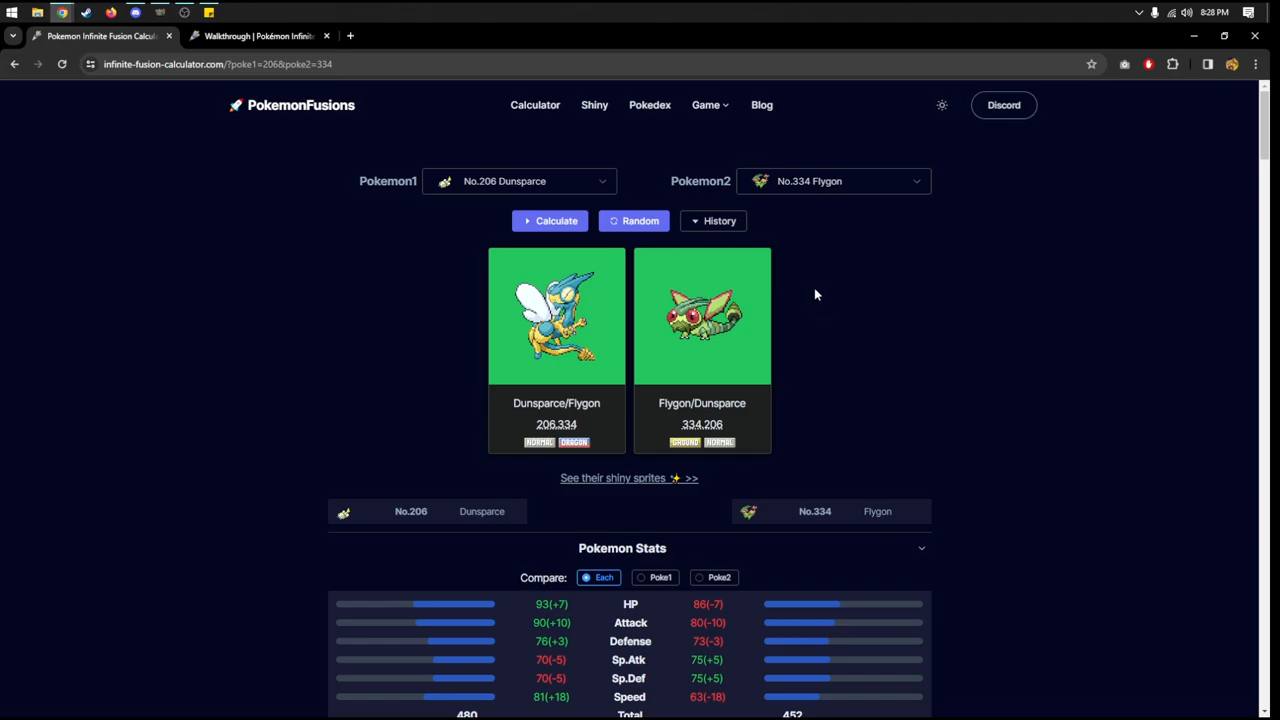 8:28 PM
Pokemon Infinite Fusion Calcula
Walkthrough | Pokémon Infinite
infinite-fusion-calculator.com/?poke1=206&poke2=334
PokemonFusions
Calculator
Shiny
Pokedex
Game
Blog
Discord
Pokemon1
No.206 Dunsparce
Pokemon2
No.334 Flygon
Calculate
Random
History
Dunsparce/Flygon
206.334
NORMAL DRAGON
Flygon/Dunsparce
334.206
GROUND NORMAL
See their shiny sprites ✨ >>
No.206 Dunsparce
No.334 Flygon
Pokemon Stats
Compare: Each Poke1 Poke2
93(+7) HP 86(-7)
90(+10) Attack 80(-10)
76(+3) Defense 73(-3)
70(-5) Sp.Atk 75(+5)
70(-5) Sp.Def 75(+5)
81(+18) Speed 63(-18)
480 Total 452